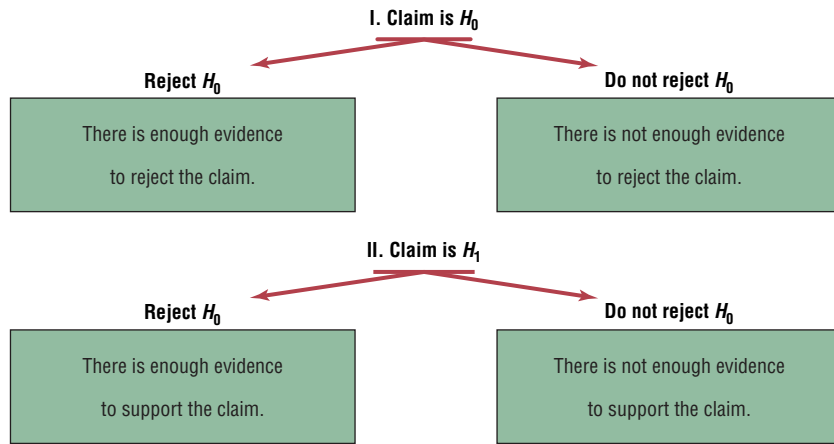 I. Claim is H0
Reject H0
Do not reject H0
There is enough evidence
to reject the claim.
There is not enough evidence
to reject the claim.
II. Claim is H1
Reject H0
Do not reject H0
There is enough evidence
to support the claim.
There is not enough evidence
to support the claim.